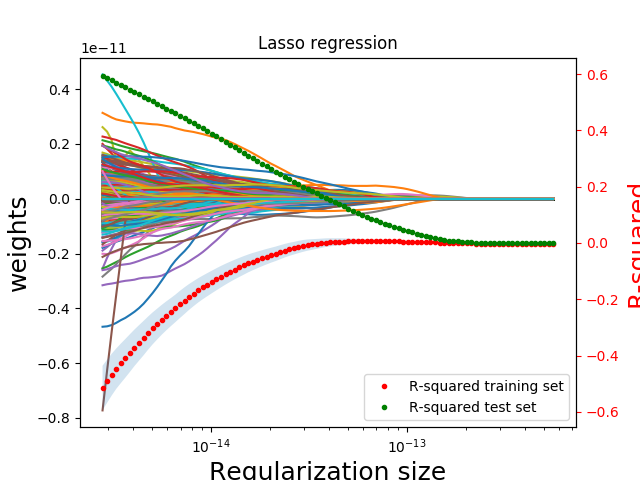 Lasso regression
1e−11
0.4
0.2
0.0
−0.2
−0.4
−0.6
−0.8
weights
0.6
0.4
0.2
0.0
−0.2
−0.4
−0.6
R-squared
R-squared training set
R-squared test set
10⁻¹⁴ 10⁻¹³
Regularization size